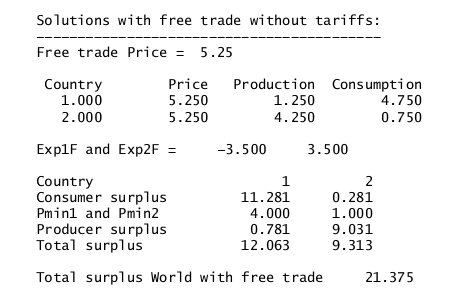 Solutions with free trade without tariffs:
------------------------------------------
Free trade Price = 5.25
Country Price Production Consumption
1.000 5.250 1.250 4.750
2.000 5.250 4.250 0.750
Exp1F and Exp2F = -3.500 3.500
Country 1 2
Consumer surplus 11.281 0.281
Pmin1 and Pmin2 4.000 1.000
Producer surplus 0.781 9.031
Total surplus 12.063 9.313
Total surplus World with free trade 21.375